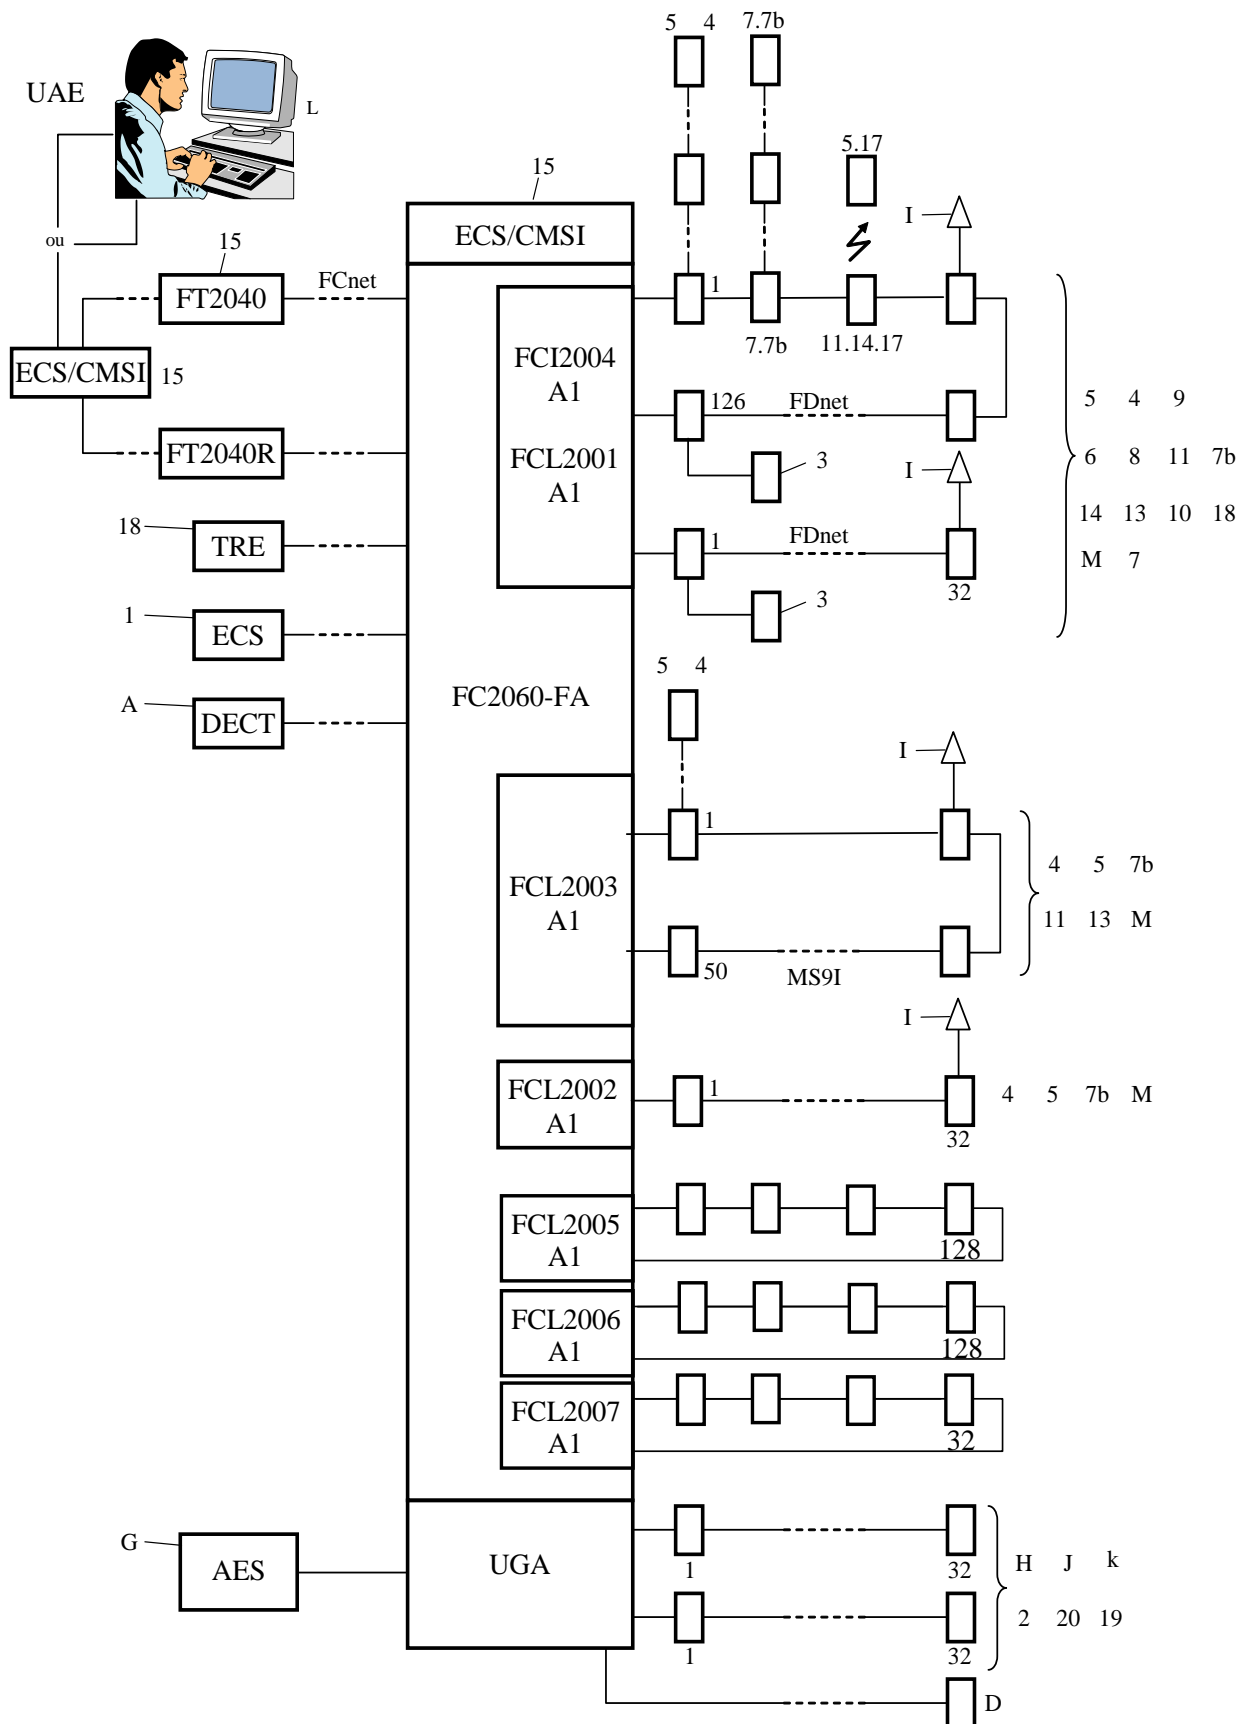 5 4 7.7b
UAE
L
5.17
15
I
ECS/CMSI
ou
15
FCnet
FT2040
1
7.7b
11.14.17
FCI2004
A1
ECS/CMSI
15
126
FDnet
5 4 9
FT2040R
FCL2001
A1
3
I
6 8 11 7b
18
TRE
1
FDnet
14 13 10 18
M 7
32
3
1
ECS
5 4
A
DECT
FC2060-FA
I
1
FCL2003
A1
4 5 7b
11 13 M
50
MS9I
I
FCL2002
A1
1
32
4 5 7b M
FCL2005
A1
128
FCL2006
A1
128
FCL2007
A1
32
G
AES
UGA
1
32
H J k
2 20 19
1
32
D